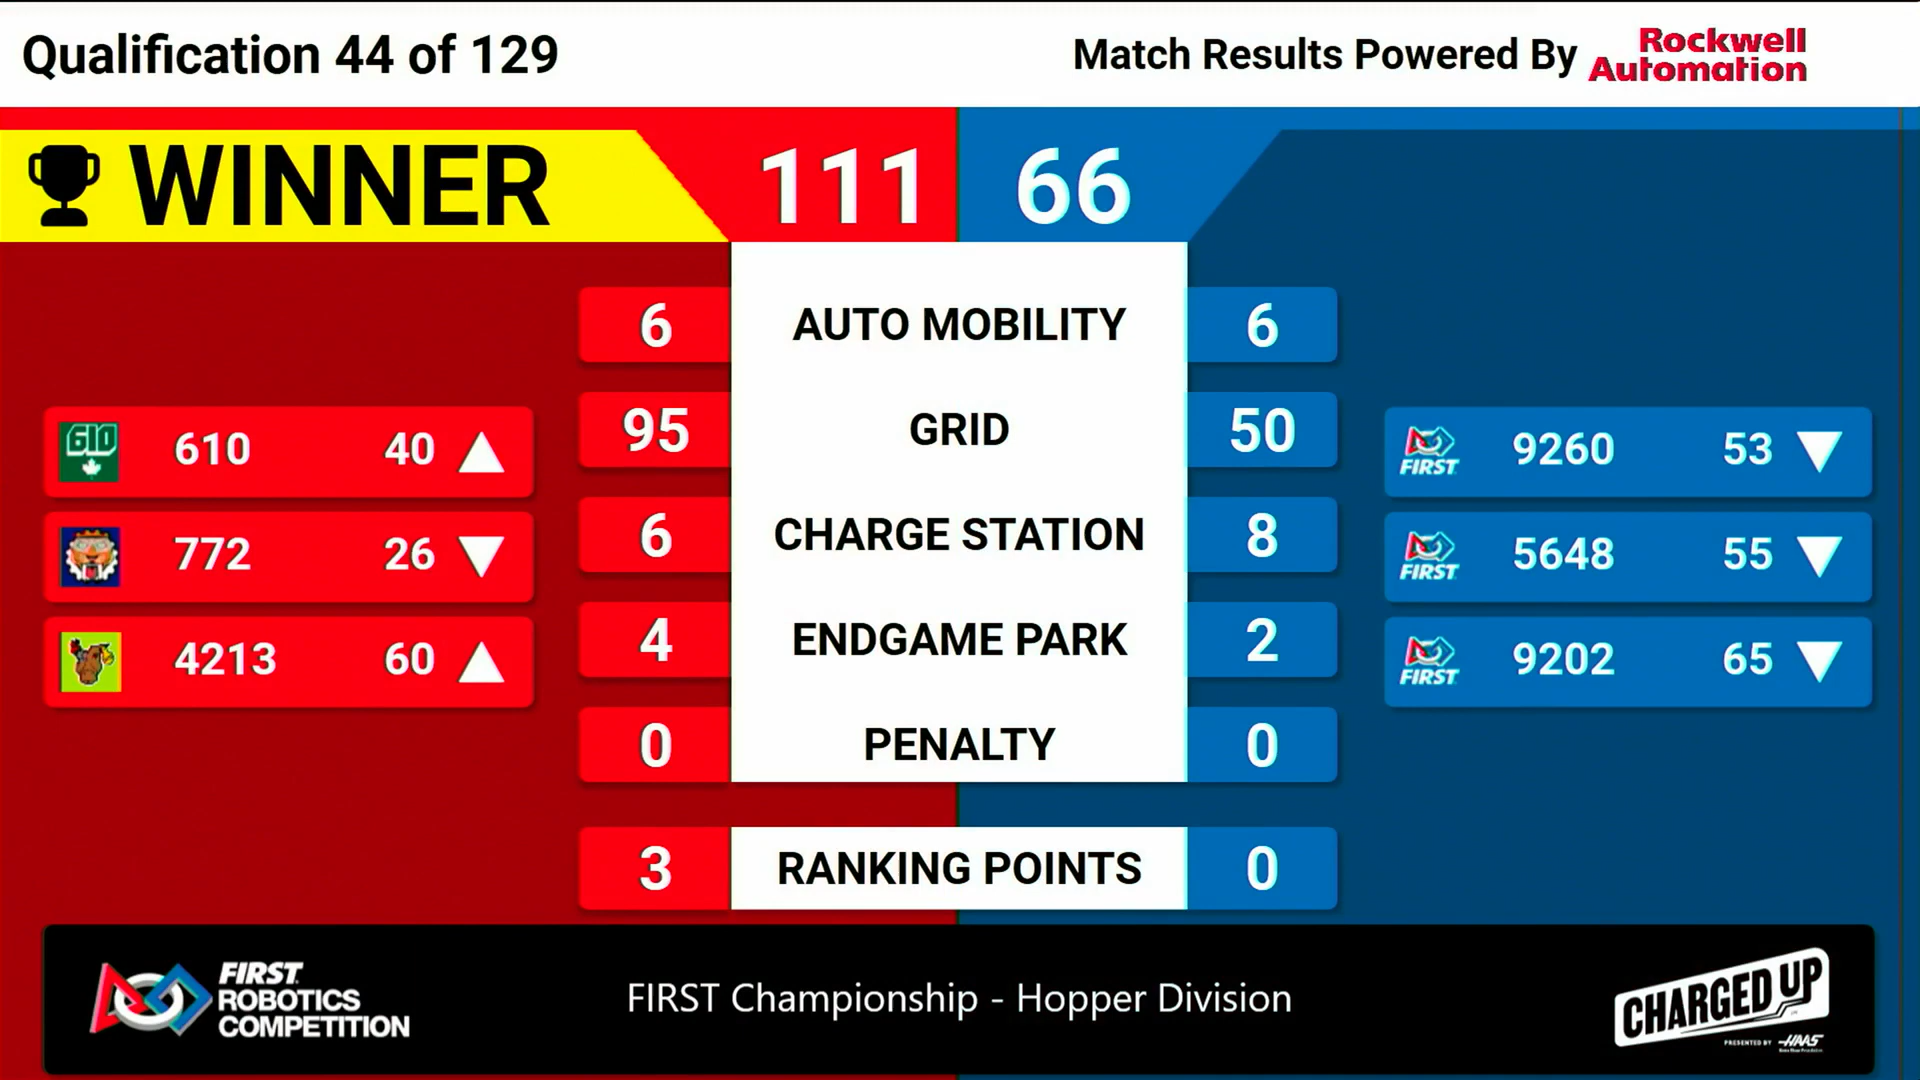 Qualification 44 of 129
Match Results Powered By
Rockwell
Automation
WINNER 111 66
6 AUTO MOBILITY 6
95 GRID 50
6 CHARGE STATION 8
4 ENDGAME PARK 2
0 PENALTY 0
3 RANKING POINTS 0
610 610 40
772 26
4213 60
FIRST 9260 53
FIRST 5648 55
FIRST 9202 65
FIRST
ROBOTICS
COMPETITION
FIRST Championship - Hopper Division
CHARGED UP
PRESENTED BY HAAS